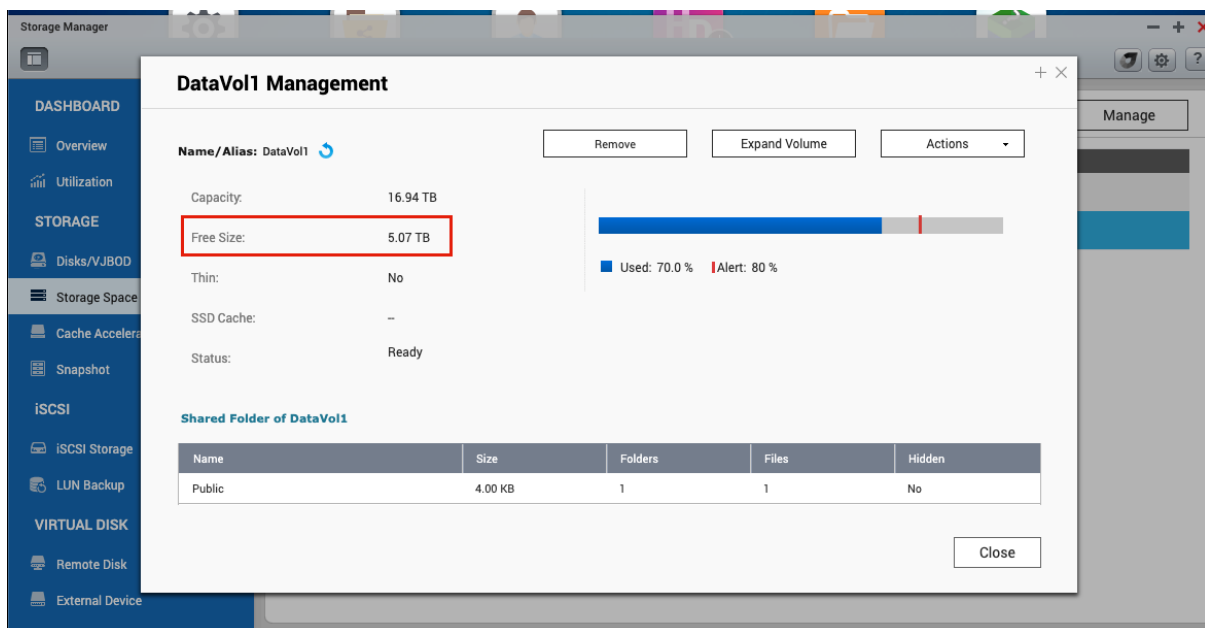 Storage Manager
?
DataVol1 Management
Manage
DASHBOARD
Overview
Utilization
STORAGE
Disks/VJBOD
Storage Space
Cache Accelera
Snapshot
iSCSI
iSCSI Storage
LUN Backup
VIRTUAL DISK
Remote Disk
External Device
Name/Alias: DataVol1
Remove
Expand Volume
Actions
Capacity: 16.94 TB
Free Size: 5.07 TB
Thin: No
SSD Cache: --
Status: Ready
Used: 70.0 % Alert: 80 %
Shared Folder of DataVol1
Name Size Folders Files Hidden
Public 4.00 KB 1 1 No
Close